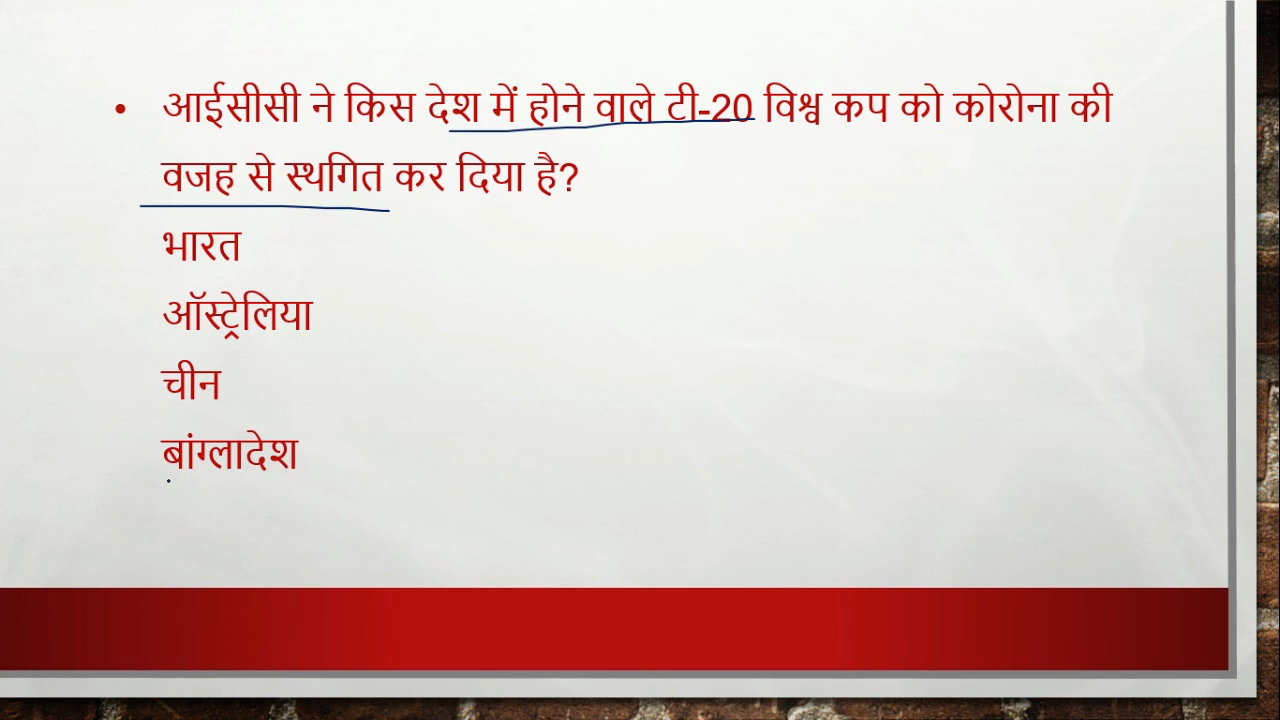 • आईसीसी ने किस देश में होने वाले टी-20 विश्व कप को कोरोना की
वजह से स्थगित कर दिया है?
भारत
ऑस्ट्रेलिया
चीन
बांग्लादेश